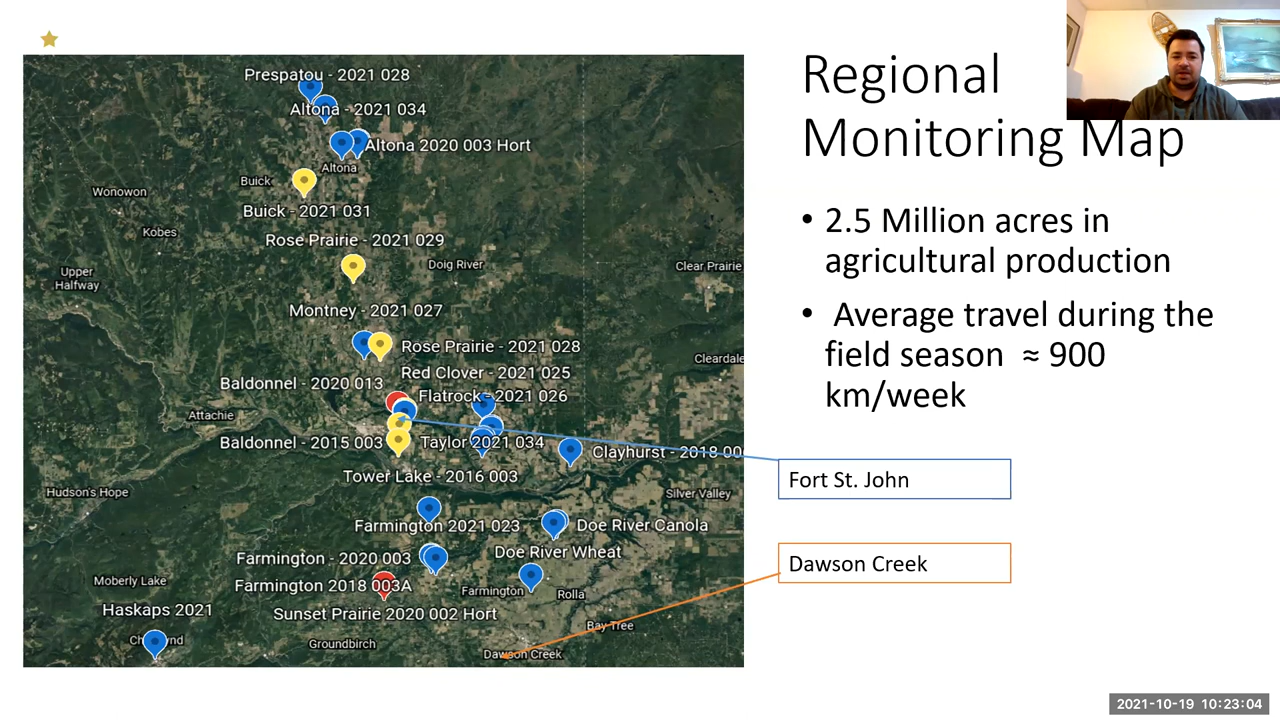 Regional
Monitoring Map
• 2.5 Million acres in
agricultural production
• Average travel during the
field season ≈ 900
km/week
Fort St. John
Dawson Creek
Prespatou - 2021 028
Altona - 2021 034
Altona 2020 003 Hort
Altona
Buick
Wonowon
Buick - 2021 031
Kobes
Rose Prairie - 2021 029
Doig River
Clear Prairie
Upper
Halfway
Montney - 2021 027
Rose Prairie - 2021 028
Cleardale
Red Clover - 2021 025
Baldonnel - 2020 013
Flatrock - 2021 026
Attachie
Baldonnel - 2015 003
Taylor 2021 034
Clayhurst - 2018 00
Tower Lake - 2016 003
Hudson's Hope
Silver Valley
Farmington 2021 023
Doe River Canola
Doe River Wheat
Farmington - 2020 003
Moberly Lake
Farmington 2018 003A
Farmington
Rolla
Haskaps 2021
Sunset Prairie 2020 002 Hort
Bay Tree
Groundbirch
Dawson Creek
2021-10-19 10:23:04